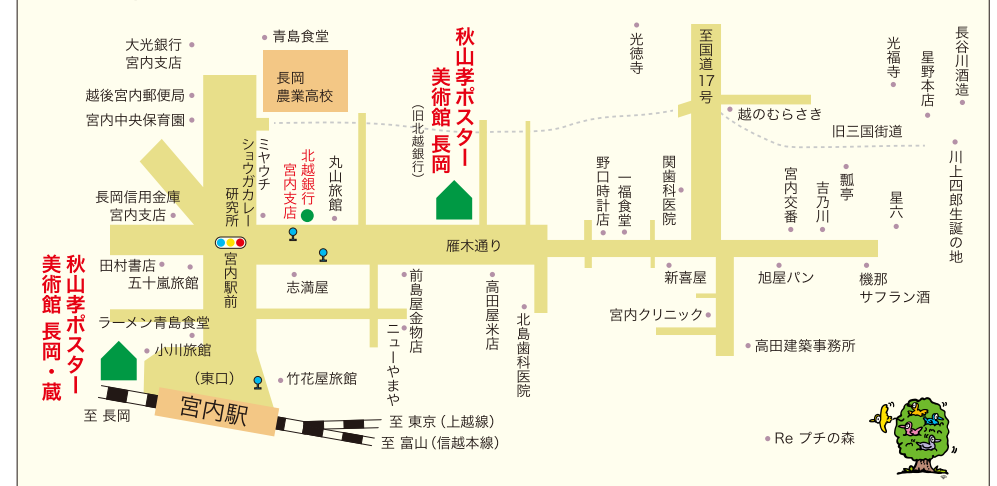 大光銀行
宮内支店
越後宮内郵便局
宮内中央保育園
青島食堂
長岡
農業高校
秋山孝ポスター
美術館 長岡
(旧北越銀行)
光徳寺
至国道17号
越のむらさき
旧三国街道
光福寺
星野本店
長谷川酒造
川上四郎生誕の地
ミヤウチ
ショウガカレー
研究所
北越銀行
宮内支店
丸山旅館
野口時計店
一福食堂
関歯科医院
宮内交番
吉乃川
瓢亭
星六
長岡信用金庫
宮内支店
雁木通り
宮内駅前
田村書店
五十嵐旅館
志満屋
前島屋金物店
高田屋米店
北島歯科医院
新喜屋
旭屋パン
機那
サフラン酒
宮内クリニック
高田建築事務所
秋山孝ポスター
美術館 長岡・蔵
ラーメン青島食堂
小川旅館
ニューやまや
(東口)
竹花屋旅館
宮内駅
至 長岡
至 東京(上越線)
至 富山(信越本線)
Re プチの森